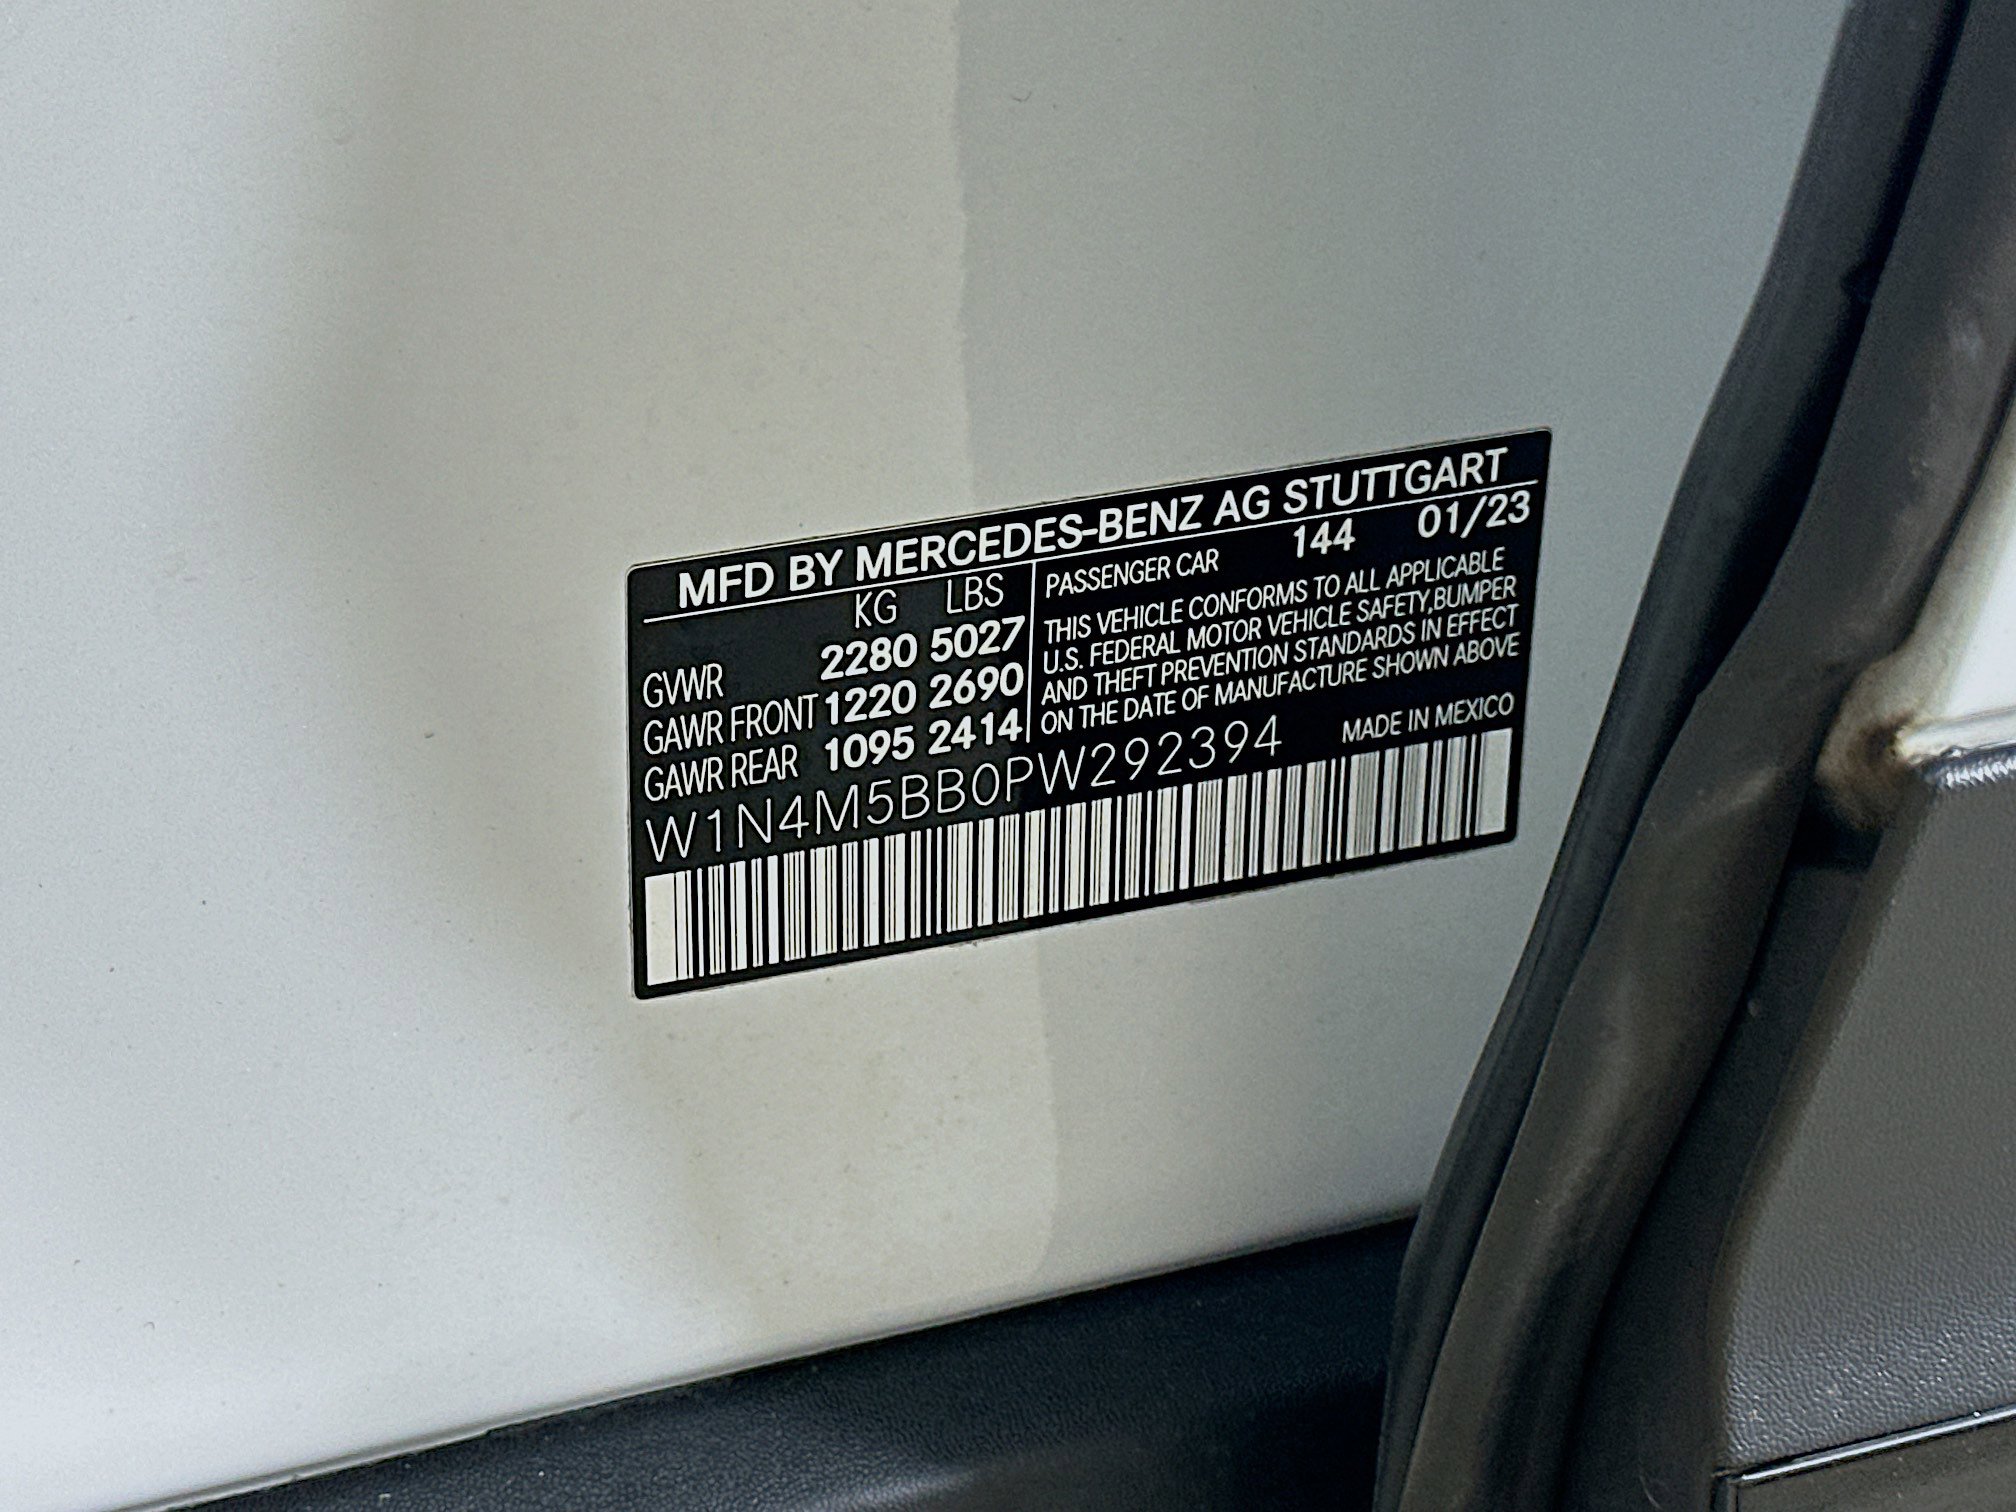 MFD BY MERCEDES-BENZ AG STUTTGART
KG LBS
GVWR 2280 5027
GAWR FRONT 1220 2690
GAWR REAR 1095 2414
PASSENGER CAR 144 01/23
THIS VEHICLE CONFORMS TO ALL APPLICABLE
U.S. FEDERAL MOTOR VEHICLE SAFETY,BUMPER
AND THEFT PREVENTION STANDARDS IN EFFECT
ON THE DATE OF MANUFACTURE SHOWN ABOVE
W1N4M5BB0PW292394 MADE IN MEXICO